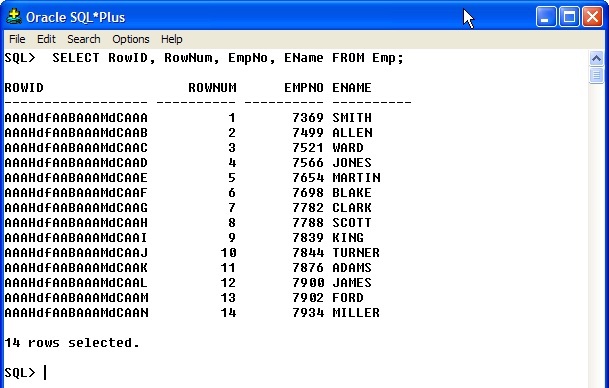 Oracle SQL*Plus
File Edit Search Options Help
SQL>  SELECT RowID, RowNum, EmpNo, EName FROM Emp;
ROWID                  ROWNUM      EMPNO ENAME
------------------ ---------- ---------- ----------
AAAHdfAABAAAMdCAAA          1       7369 SMITH
AAAHdfAABAAAMdCAAB          2       7499 ALLEN
AAAHdfAABAAAMdCAAC          3       7521 WARD
AAAHdfAABAAAMdCAAD          4       7566 JONES
AAAHdfAABAAAMdCAAE          5       7654 MARTIN
AAAHdfAABAAAMdCAAF          6       7698 BLAKE
AAAHdfAABAAAMdCAAG          7       7782 CLARK
AAAHdfAABAAAMdCAAH          8       7788 SCOTT
AAAHdfAABAAAMdCAAI          9       7839 KING
AAAHdfAABAAAMdCAAJ         10       7844 TURNER
AAAHdfAABAAAMdCAAK         11       7876 ADAMS
AAAHdfAABAAAMdCAAL         12       7900 JAMES
AAAHdfAABAAAMdCAAM         13       7902 FORD
AAAHdfAABAAAMdCAAN         14       7934 MILLER
14 rows selected.
SQL>